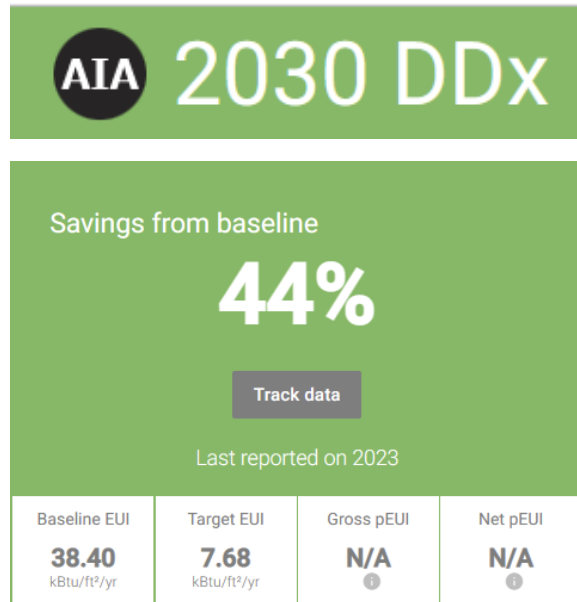 AIA 2030 DDx
Savings from baseline
44%
Track data
Last reported on 2023
Baseline EUI Target EUI Gross pEUI Net pEUI
38.40 7.68 N/A N/A
kBtu/ft²/yr kBtu/ft²/yr